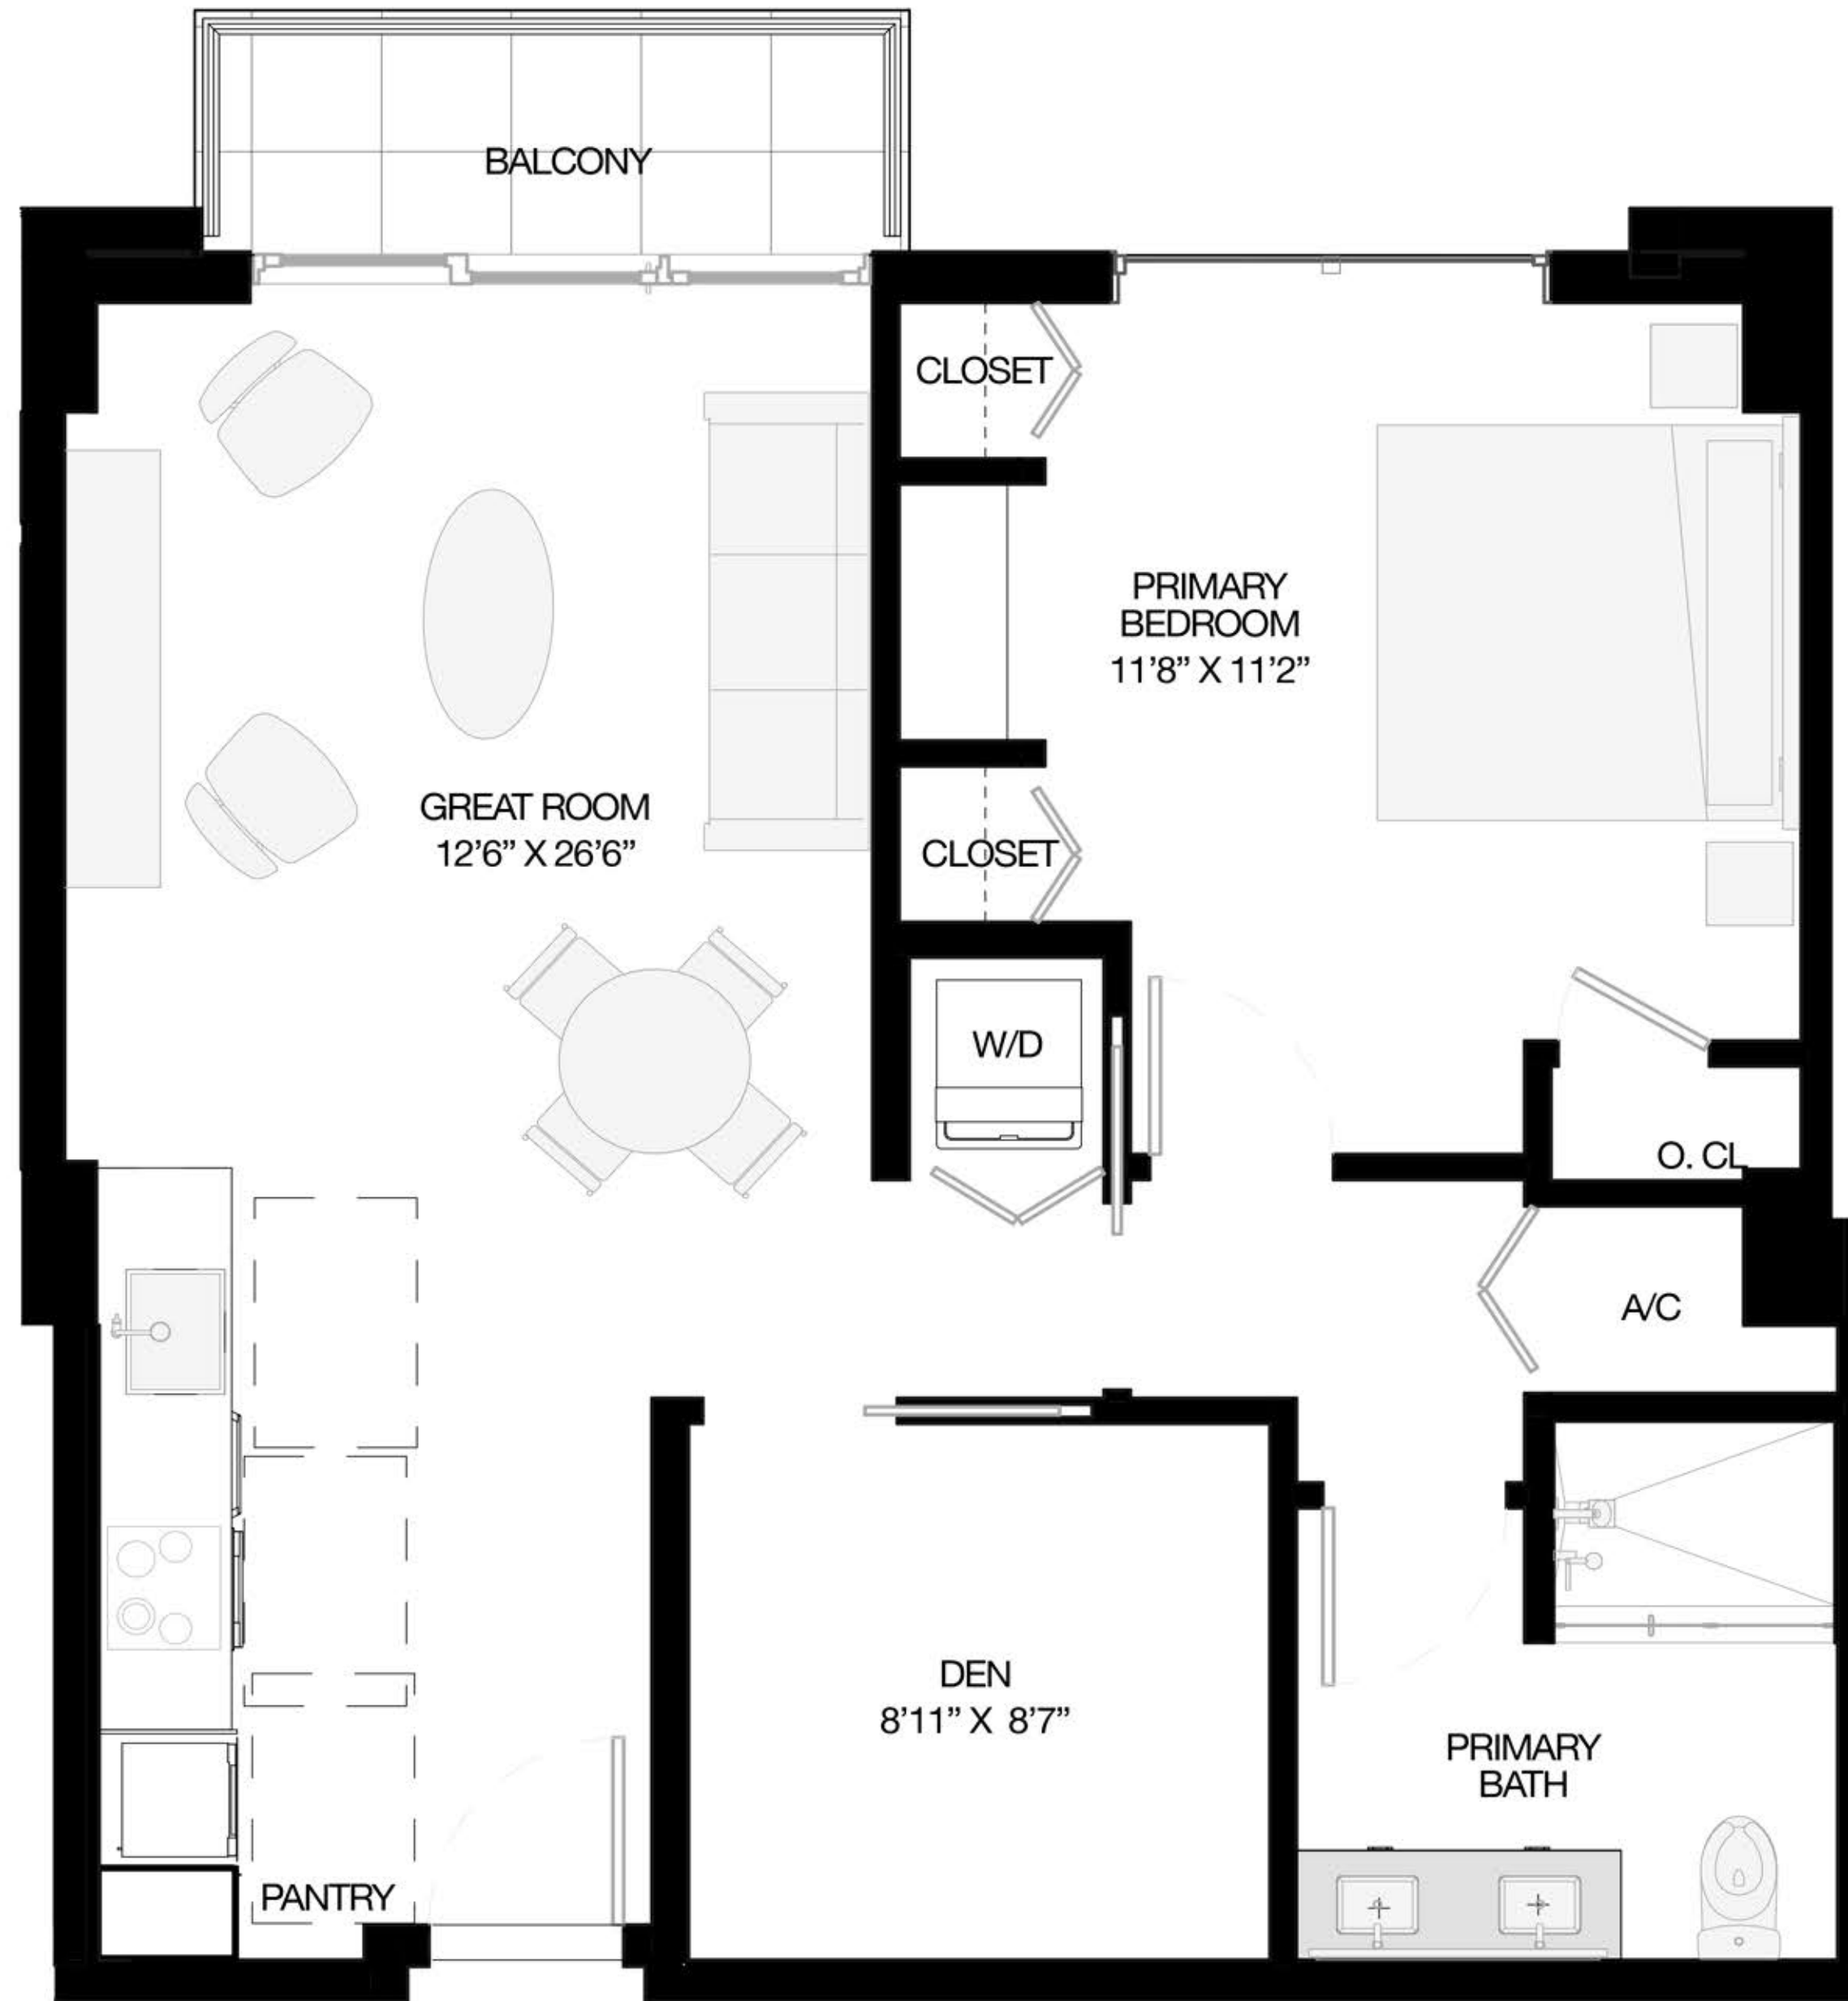 BALCONY
CLOSET
PRIMARY
BEDROOM
11’8” X 11’2”
GREAT ROOM
12’6” X 26’6”
CLOSET
W/D
O. CL
A/C
DEN
8’11” X 8’7”
PRIMARY
BATH
PANTRY